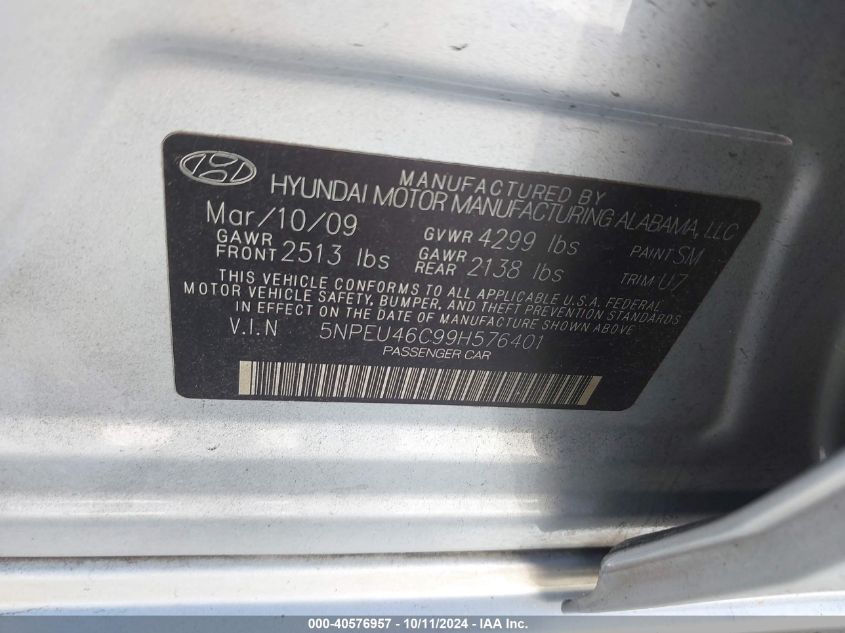 MANUFACTURED BY
HYUNDAI MOTOR MANUFACTURING ALABAMA, LLC
Mar/10/09 GVWR 4299 lbs PAINT SM
GAWR FRONT 2513 lbs GAWR REAR 2138 lbs TRIM U7
THIS VEHICLE CONFORMS TO ALL APPLICABLE U.S.A. FEDERAL
MOTOR VEHICLE SAFETY, BUMPER, AND THEFT PREVENTION STANDARDS
IN EFFECT ON THE DATE OF MANUFACTURE SHOWN ABOVE
V.I.N 5NPEU46C99H576401
PASSENGER CAR
000-40576957 - 10/11/2024 - IAA Inc.